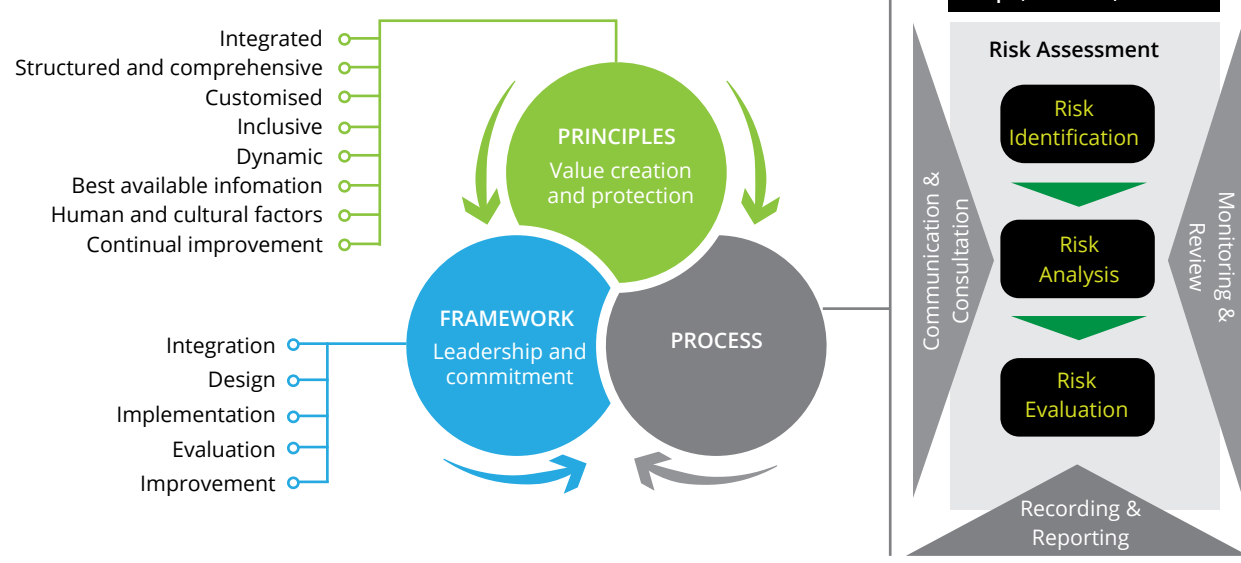 Integrated
Structured and comprehensive
Customised
Inclusive
Dynamic
Best available infomation
Human and cultural factors
Continual improvement
PRINCIPLES
Value creation
and protection
FRAMEWORK
Leadership and
commitment
PROCESS
Integration
Design
Implementation
Evaluation
Improvement
Risk Assessment
Risk
Identification
Risk
Analysis
Risk
Evaluation
Communication &
Consultation
Monitoring &
Review
Recording &
Reporting